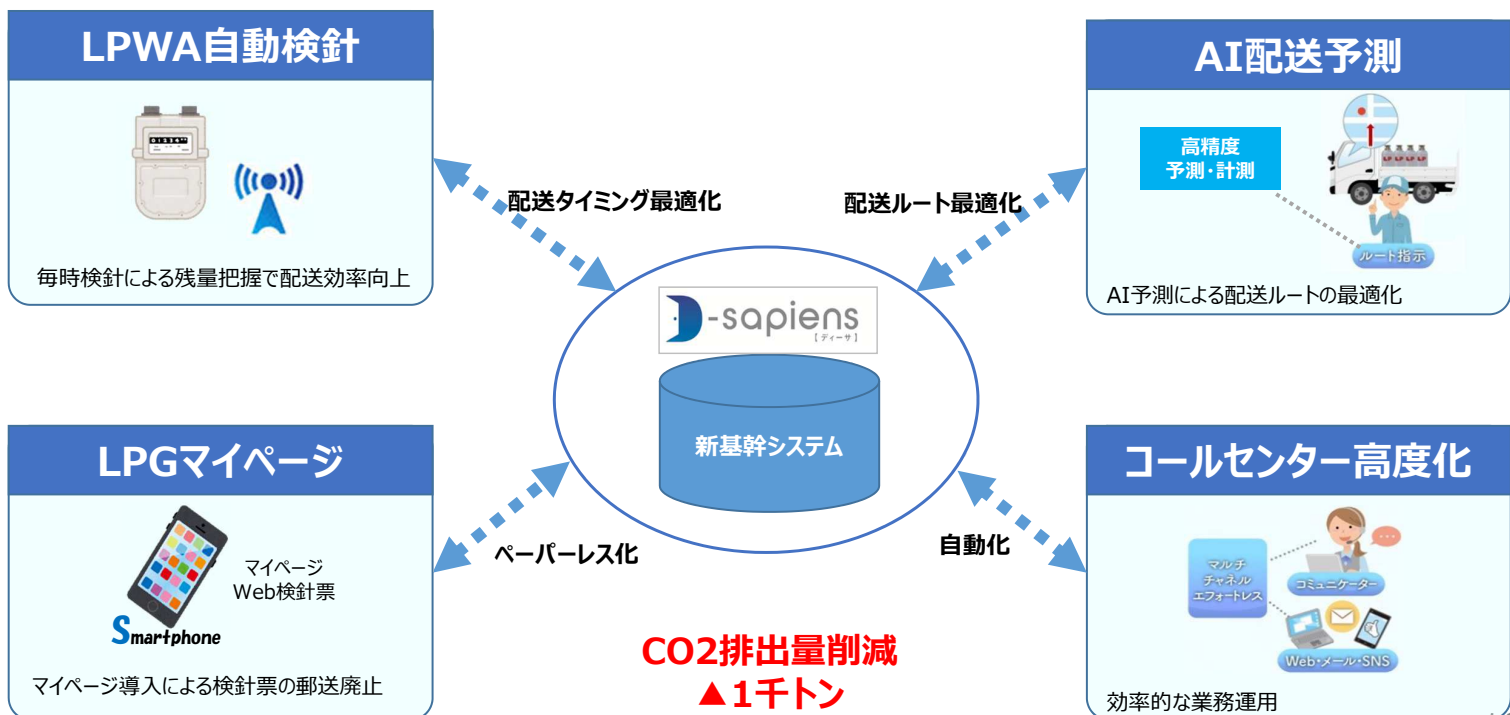 LPWA自動検針
毎時検針による残量把握で配送効率向上
配送タイミング最適化
AI配送予測
高精度
予測・計測
ルート指示
AI予測による配送ルートの最適化
配送ルート最適化
D-sapiens
【ディーサ】
新基幹システム
LPGマイページ
マイページ
Web検針票
Smartphone
マイページ導入による検針票の郵送廃止
ペーパーレス化
コールセンター高度化
マルチ
チャネル
エフォートレス
コミュニケーター
Web・メール・SNS
効率的な業務運用
自動化
CO2排出量削減
▲1千トン